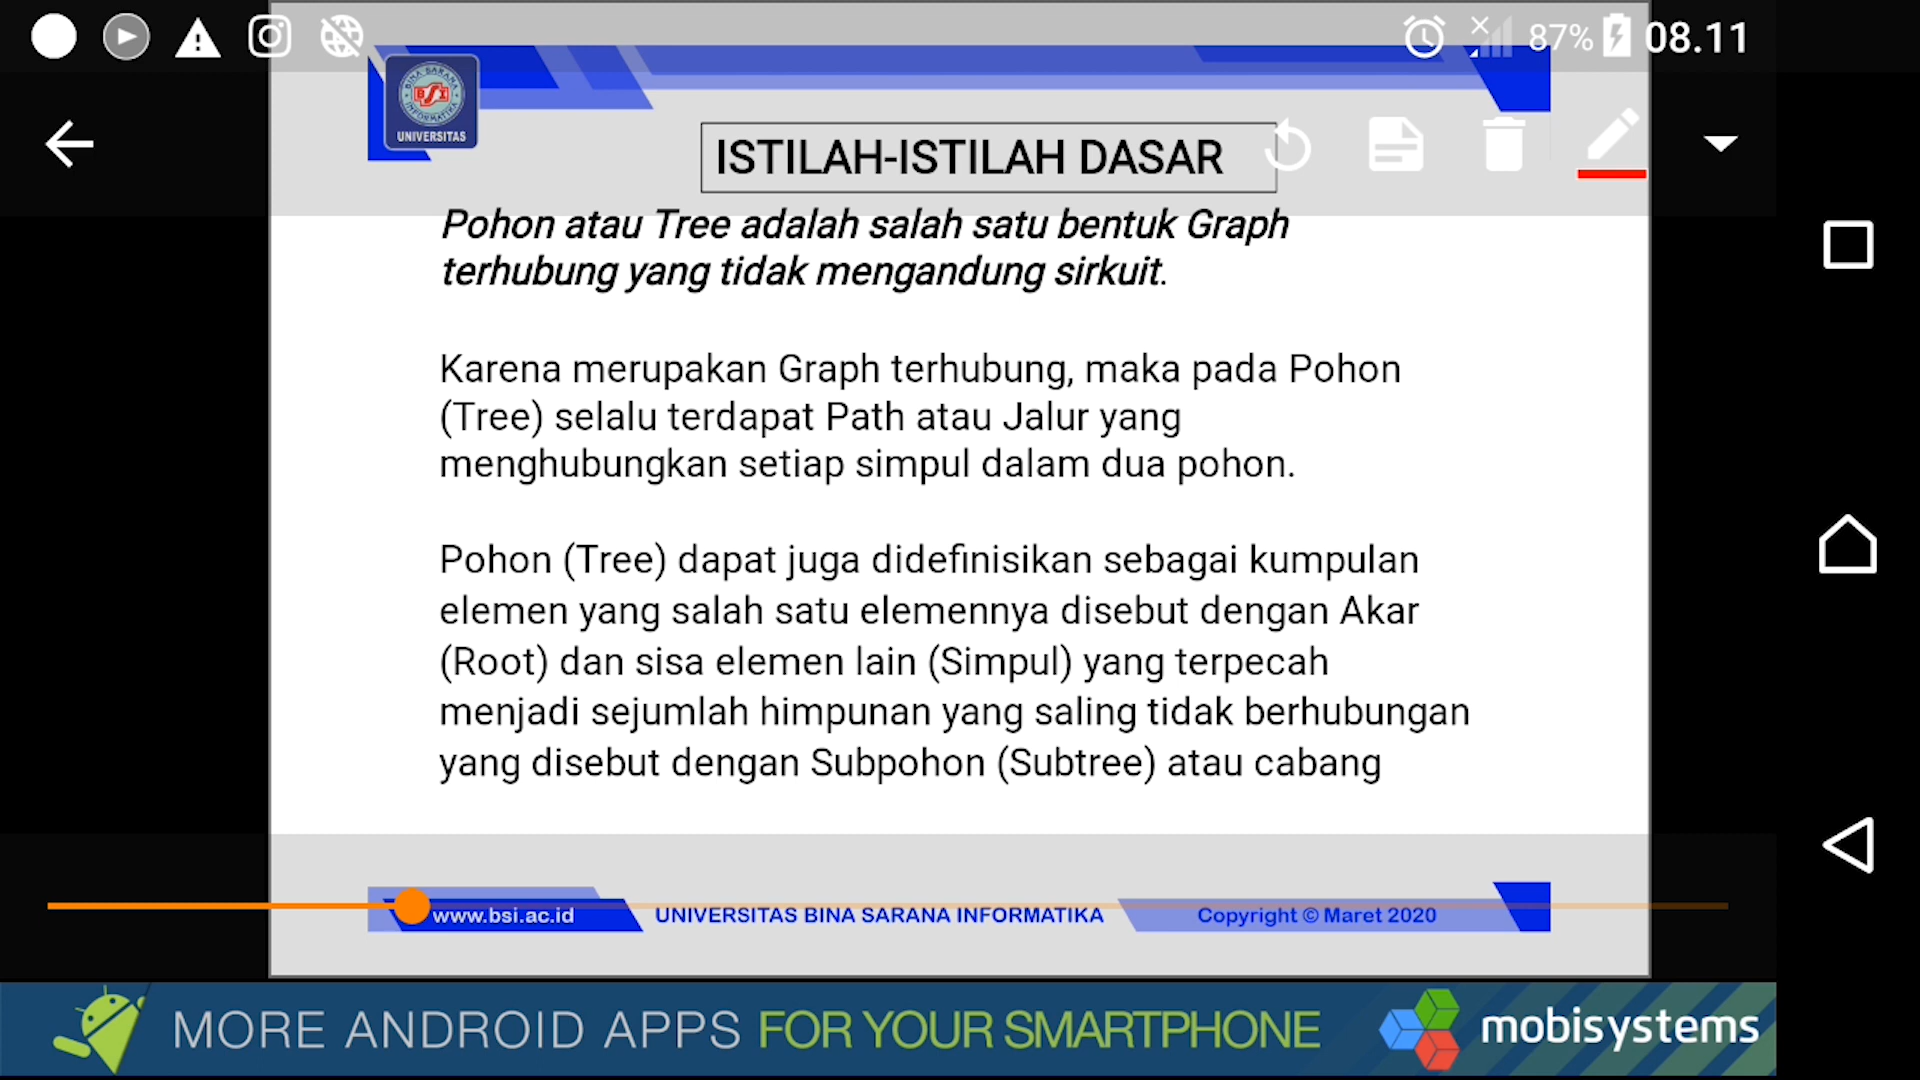 87% 08.11
BINA SARANA
BSI
INFORMATIKA
UNIVERSITAS
ISTILAH-ISTILAH DASAR
Pohon atau Tree adalah salah satu bentuk Graph
terhubung yang tidak mengandung sirkuit.
Karena merupakan Graph terhubung, maka pada Pohon
(Tree) selalu terdapat Path atau Jalur yang
menghubungkan setiap simpul dalam dua pohon.
Pohon (Tree) dapat juga didefinisikan sebagai kumpulan
elemen yang salah satu elemennya disebut dengan Akar
(Root) dan sisa elemen lain (Simpul) yang terpecah
menjadi sejumlah himpunan yang saling tidak berhubungan
yang disebut dengan Subpohon (Subtree) atau cabang
www.bsi.ac.id UNIVERSITAS BINA SARANA INFORMATIKA Copyright © Maret 2020
MORE ANDROID APPS FOR YOUR SMARTPHONE mobisystems